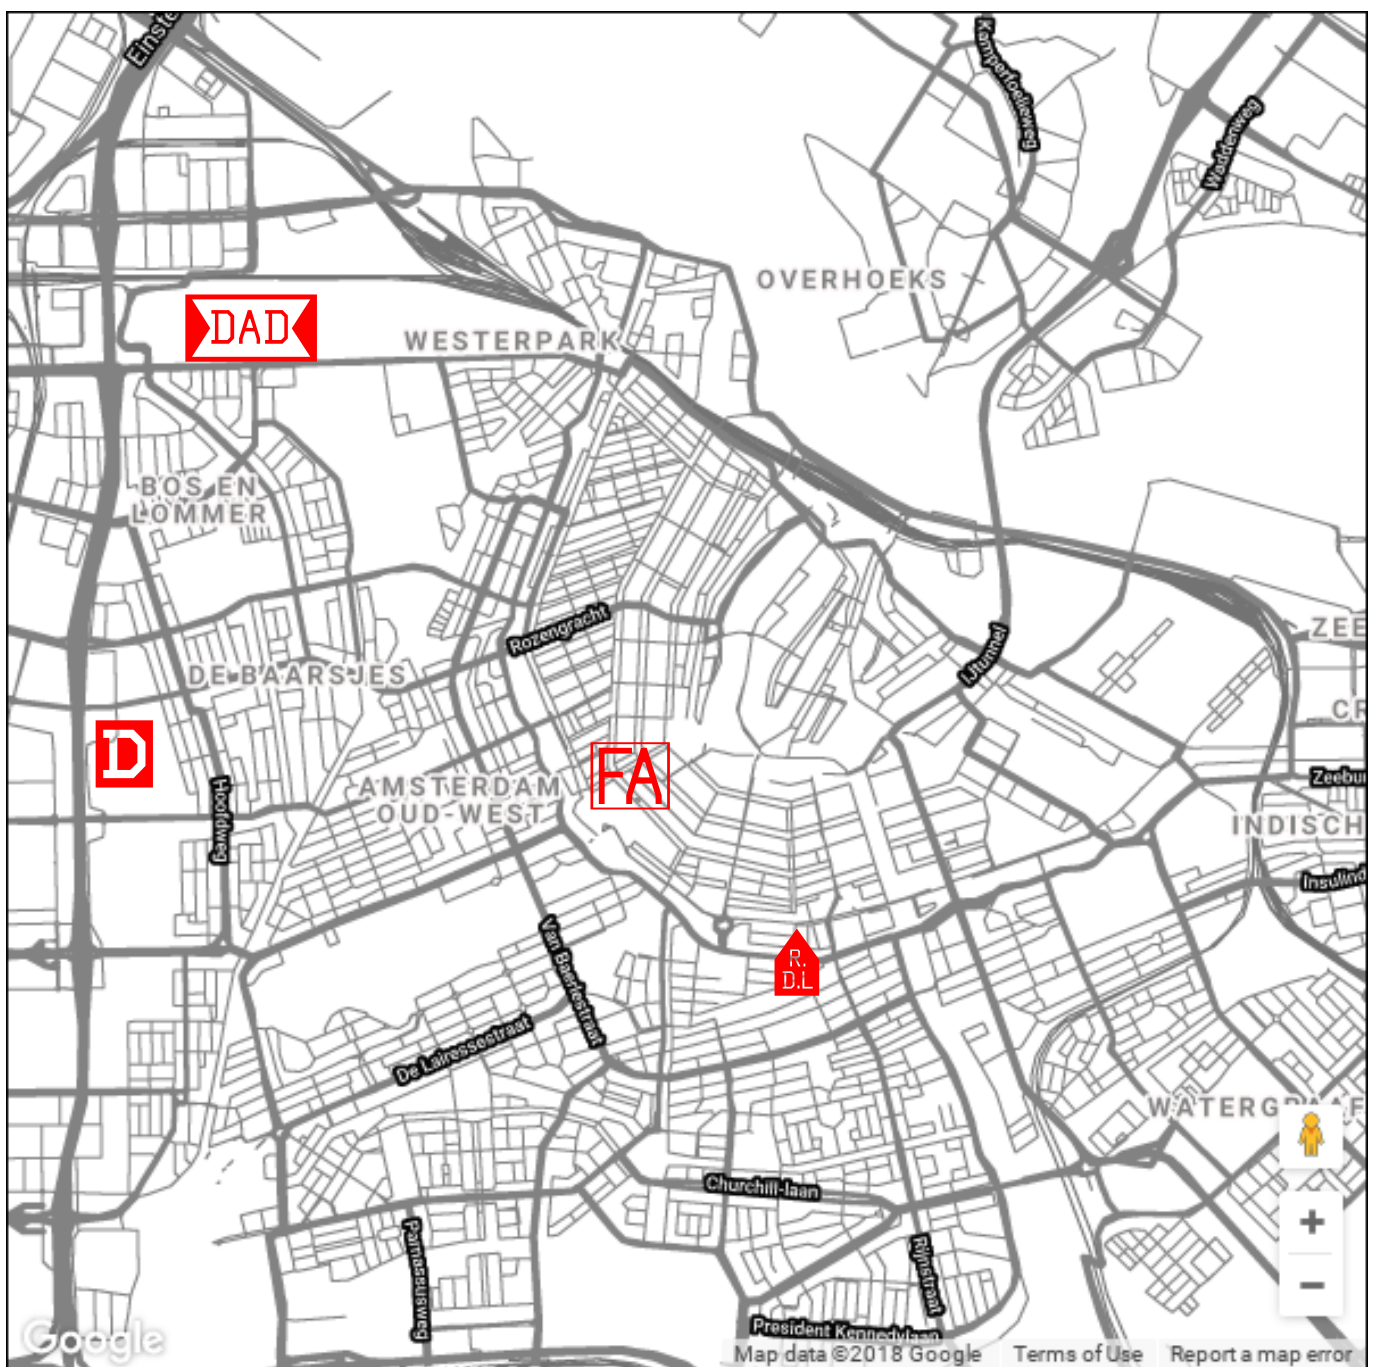 Einste
Kamperfoelieweg
Waddenweg
OVERHOEKS
DAD
WESTERPARK
BOS EN
LOMMER
Rozengracht
IJtunnel
ZEE
DE BAARSJES
CR
D
FA
Hoofdweg
AMSTERDAM
OUD-WEST
Zeebur
INDISCH
Insulind
Van Baerlestraat
R.
D.L
De Lairessestraat
WATERGRAAF
Churchill-laan
Parnassusweg
Rijnstraat
+
−
President Kennedylaan
Google
Map data ©2018 Google Terms of Use Report a map error